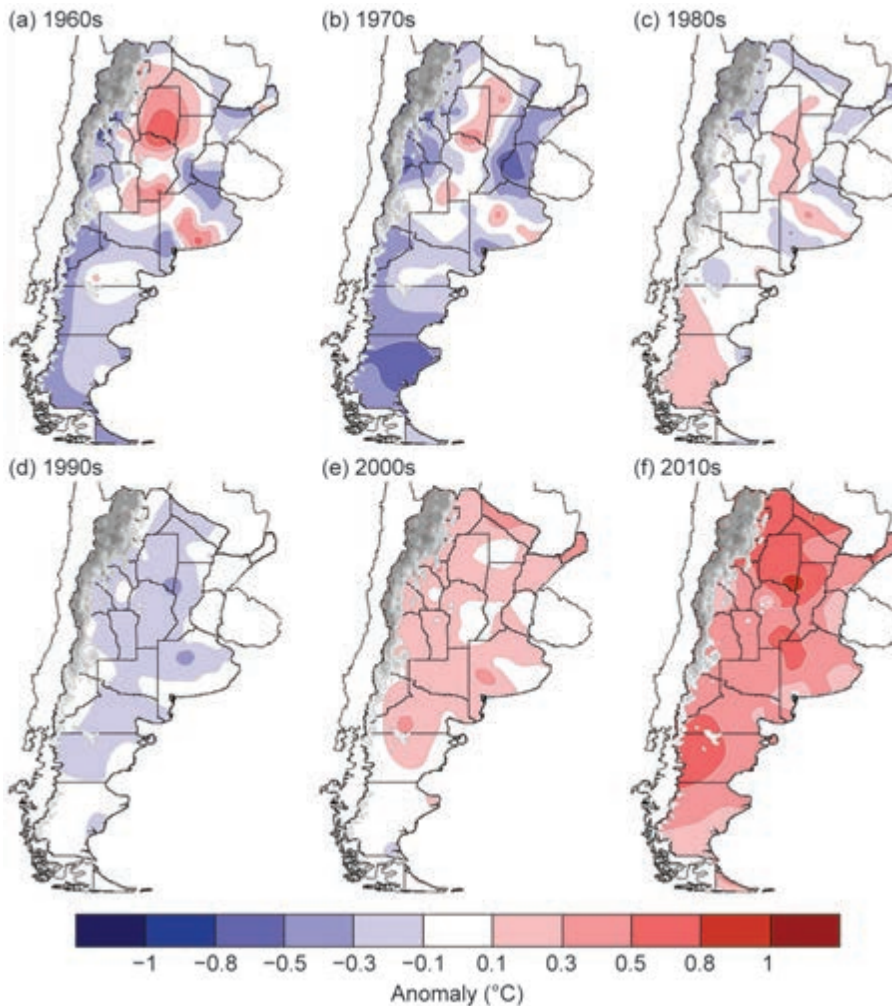 (a) 1960s
(b) 1970s
(c) 1980s
(d) 1990s
(e) 2000s
(f) 2010s
−1 −0.8 −0.5 −0.3 −0.1 0.1 0.3 0.5 0.8 1
Anomaly (°C)